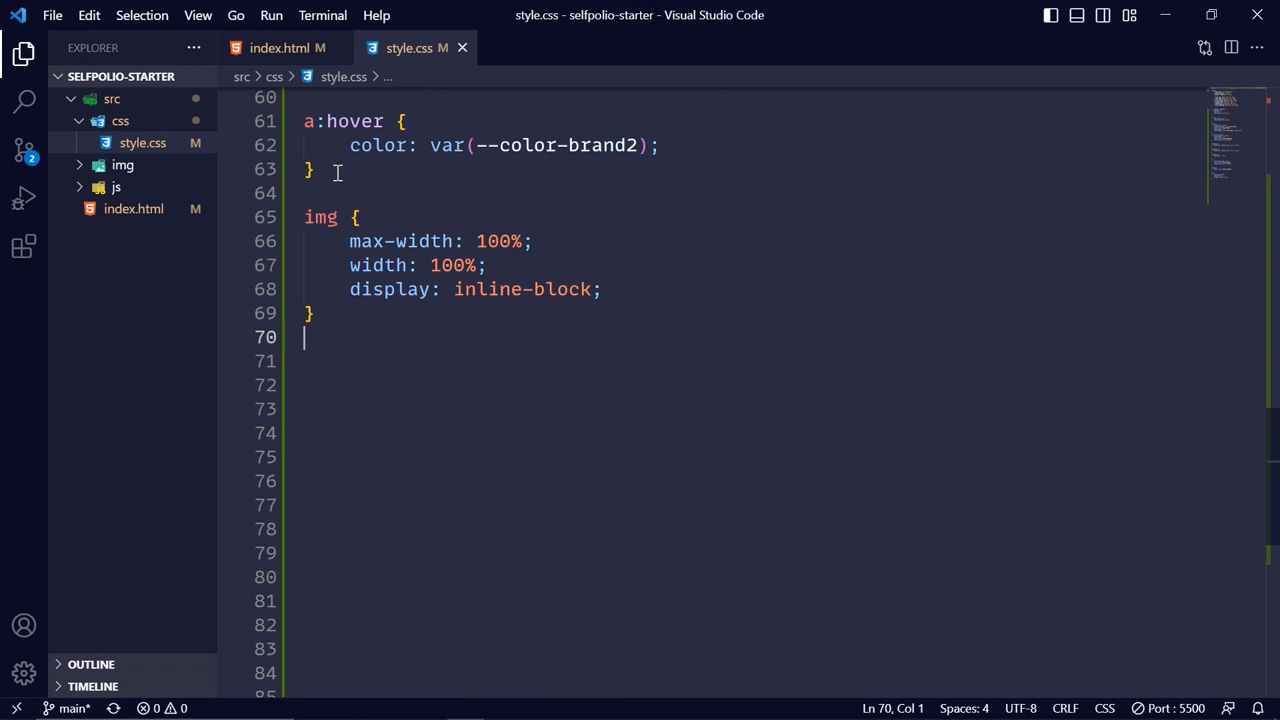 File Edit Selection View Go Run Terminal Help style.css - selfpolio-starter - Visual Studio Code
EXPLORER
index.html M
style.css M
SELFPOLIO-STARTER
src > css > style.css > ...
src
css
style.css M
img
js
index.html M
60
61 a:hover {
62 color: var(--color-brand2);
63 }
64
65 img {
66 max-width: 100%;
67 width: 100%;
68 display: inline-block;
69 }
70
71
72
73
74
75
76
77
78
79
80
81
82
83
84
85
2
OUTLINE
TIMELINE
main* 0 0 Ln 70, Col 1 Spaces: 4 UTF-8 CRLF CSS Port : 5500